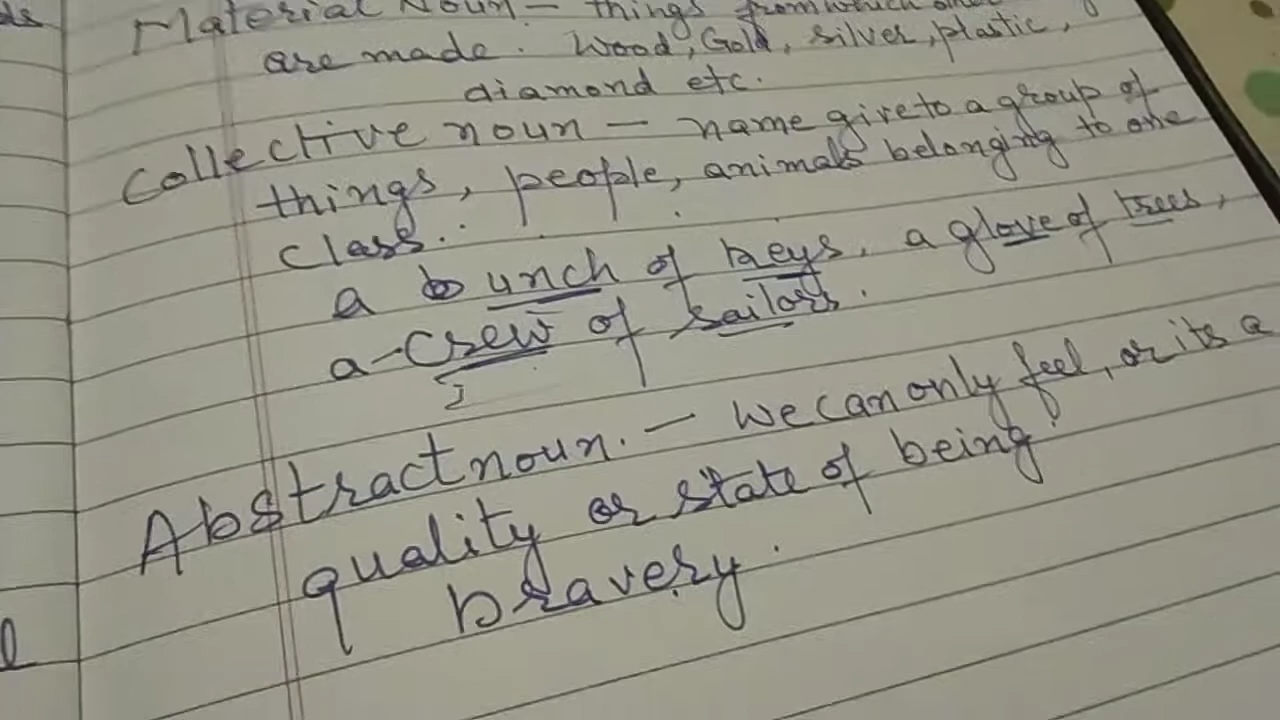 Material Noun - things from which other
are made. Wood, Gold, silver, plastic,
diamond etc.
Collective noun - name give to a group of
things, people, animals belonging to one
class.
a bunch of keys, a glove of trees,
a-crew of sailors.
Abstract noun. - we can only feel, or its a
quality or state of being
bravery.